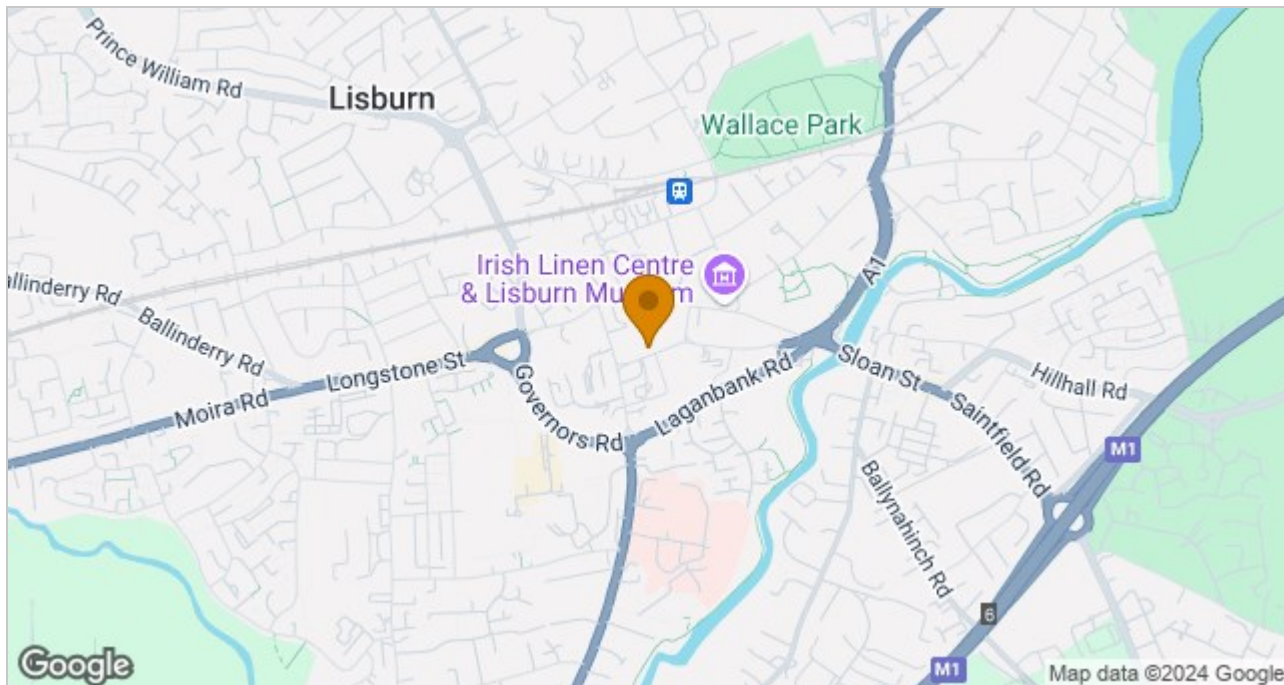 Prince William Rd
Lisburn
Wallace Park
Irish Linen Centre
& Lisburn Mu
A1
allinderry Rd
Ballinderry Rd
Longstone St
Moira Rd
Governors Rd
Laganbank Rd
Sloan St
Hillhall Rd
Saintfield Rd
M1
Ballynahinch Rd
6
M1
Google
Map data ©2024 Google